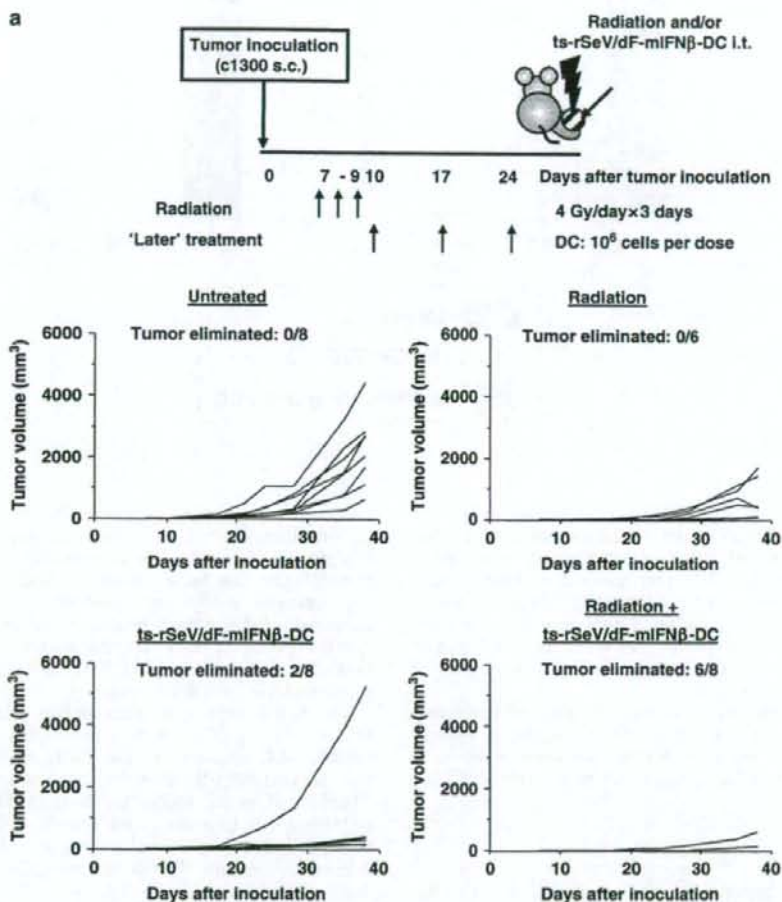 a
Tumor inoculation
(c1300 s.c.)
Radiation and/or
ts-rSeV/dF-mIFNβ-DC i.t.
0 7 - 9 10 17 24 Days after tumor inoculation
Radiation 4 Gy/day×3 days
'Later' treatment DC: 10⁶ cells per dose
Untreated
Tumor eliminated: 0/8
Tumor volume (mm³)
6000
4000
2000
0
0 10 20 30 40
Days after inoculation
Radiation
Tumor eliminated: 0/6
Tumor volume (mm³)
6000
4000
2000
0
0 10 20 30 40
Days after inoculation
ts-rSeV/dF-mIFNβ-DC
Tumor eliminated: 2/8
Tumor volume (mm³)
6000
4000
2000
0
0 10 20 30 40
Days after inoculation
Radiation +
ts-rSeV/dF-mIFNβ-DC
Tumor eliminated: 6/8
Tumor volume (mm³)
6000
4000
2000
0
0 10 20 30 40
Days after inoculation